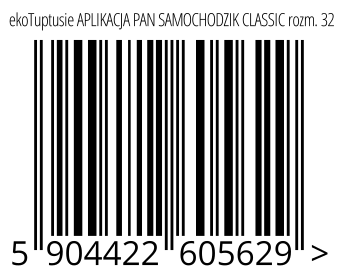 ekoTuptusie APLIKACJA PAN SAMOCHODZIK CLASSIC rozm. 32
5 904422 605629 >